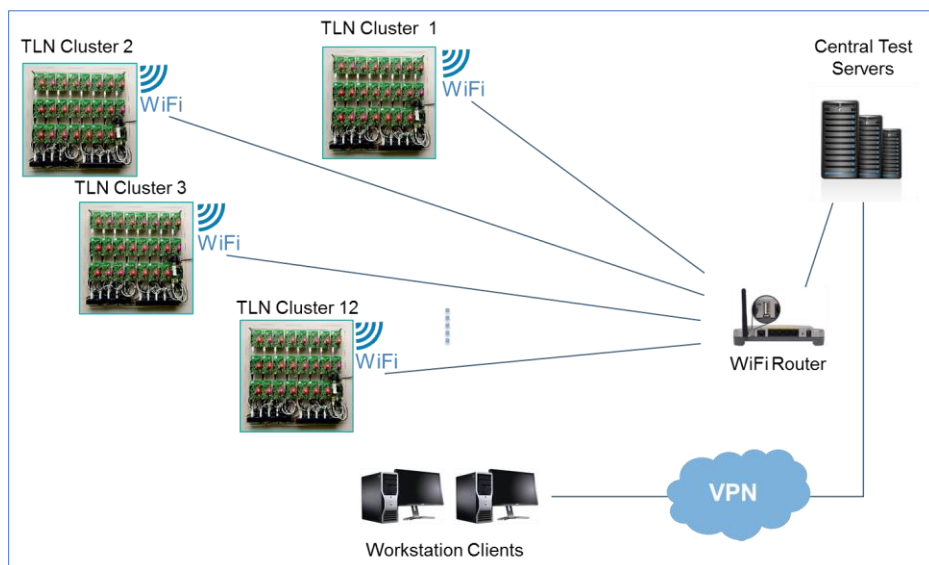 TLN Cluster 1
TLN Cluster 2
Central Test
Servers
WiFi
WiFi
TLN Cluster 3
WiFi
TLN Cluster 12
WiFi
WiFi Router
VPN
Workstation Clients